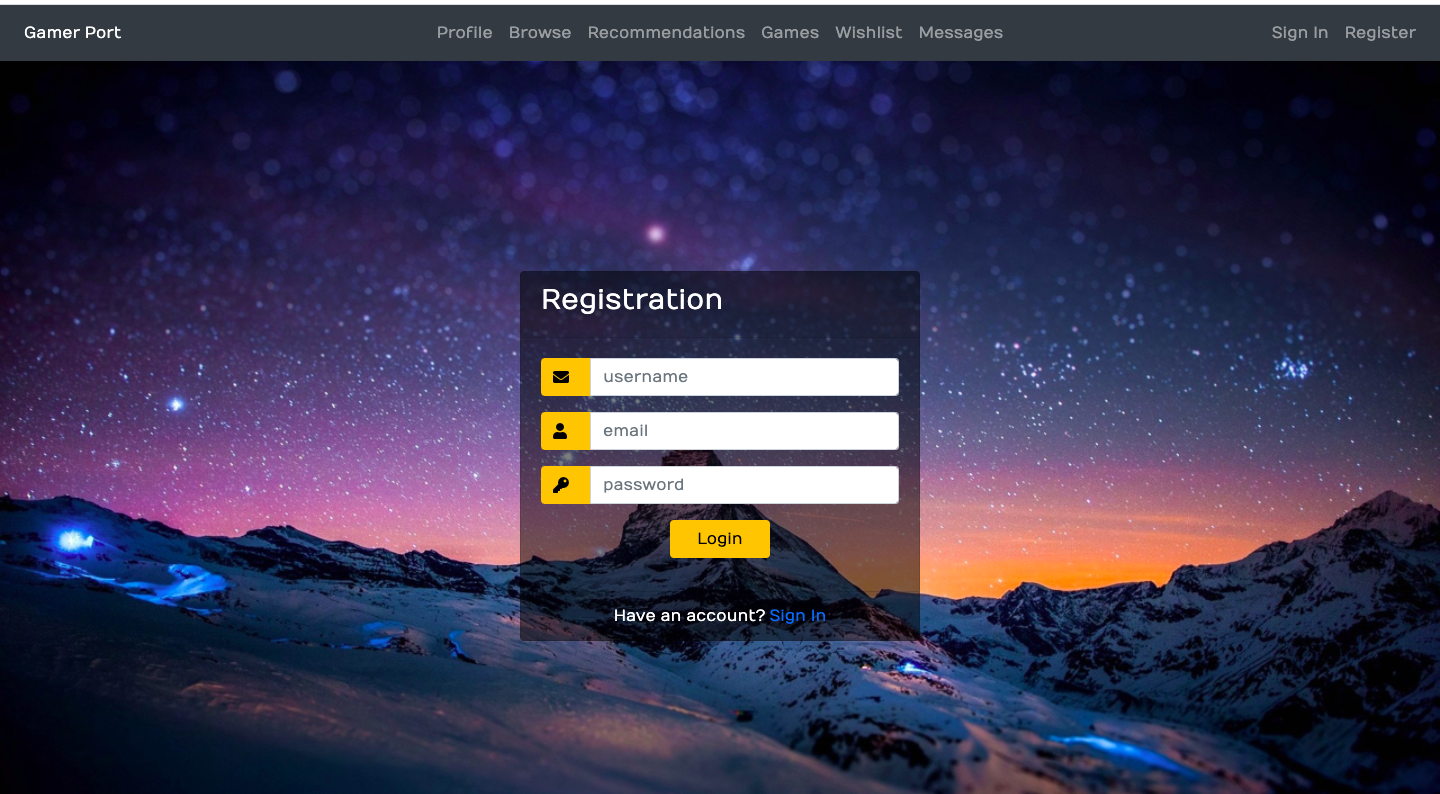 Gamer Port Profile Browse Recommendations Games Wishlist Messages Sign In Register
Registration
username
email
password
Login
Have an account? Sign In